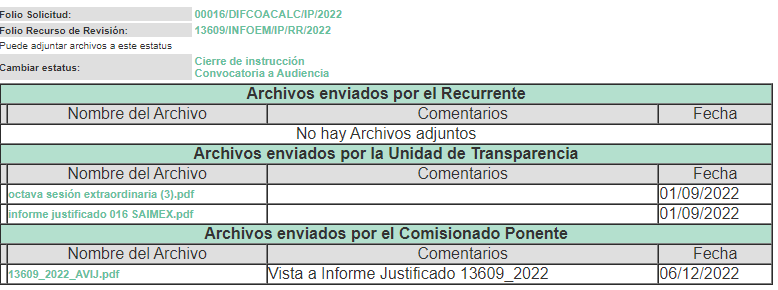 Folio Solicitud: 00016/DIFCOACALC/IP/2022
Folio Recurso de Revisión: 13609/INFOEM/IP/RR/2022
Puede adjuntar archivos a este estatus
Cambiar estatus: Cierre de instrucción
Convocatoria a Audiencia
Archivos enviados por el Recurrente
Nombre del Archivo Comentarios Fecha
No hay Archivos adjuntos
Archivos enviados por la Unidad de Transparencia
Nombre del Archivo Comentarios Fecha
octava sesión extraordinaria (3).pdf 01/09/2022
informe justificado 016 SAIMEX.pdf 01/09/2022
Archivos enviados por el Comisionado Ponente
Nombre del Archivo Comentarios Fecha
13609_2022_AVIJ.pdf Vista a Informe Justificado 13609_2022 06/12/2022